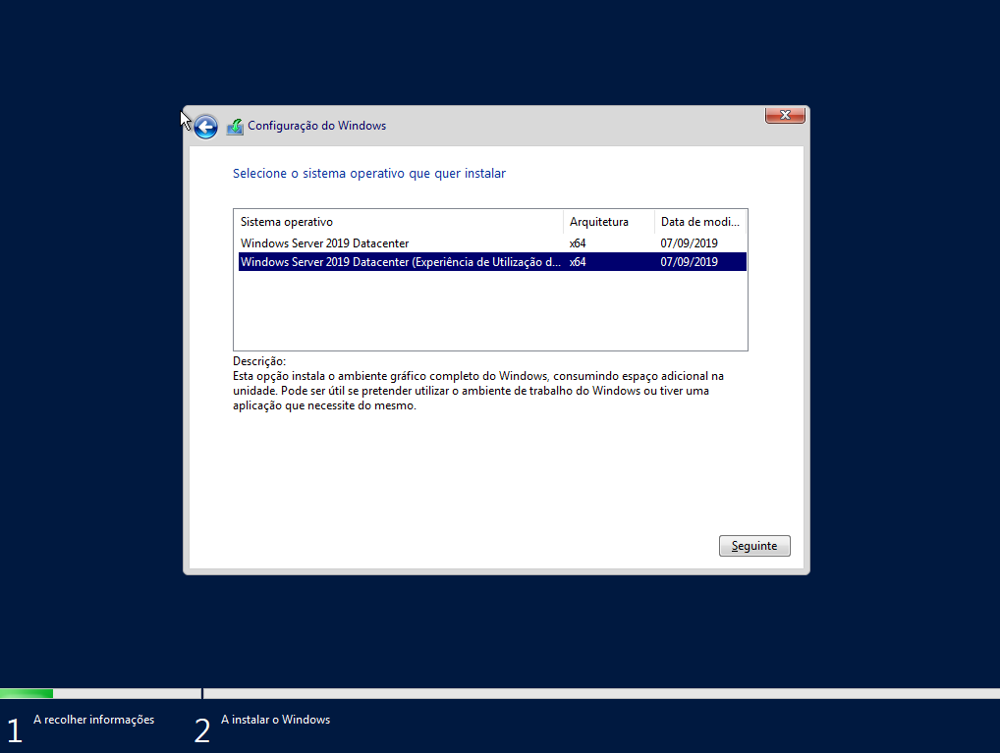 Configuração do Windows
Selecione o sistema operativo que quer instalar
Sistema operativo Arquitetura Data de modi...
Windows Server 2019 Datacenter x64 07/09/2019
Windows Server 2019 Datacenter (Experiência de Utilização d... x64 07/09/2019
Descrição:
Esta opção instala o ambiente gráfico completo do Windows, consumindo espaço adicional na
unidade. Pode ser útil se pretender utilizar o ambiente de trabalho do Windows ou tiver uma
aplicação que necessite do mesmo.
Seguinte
1 A recolher informações 2 A instalar o Windows